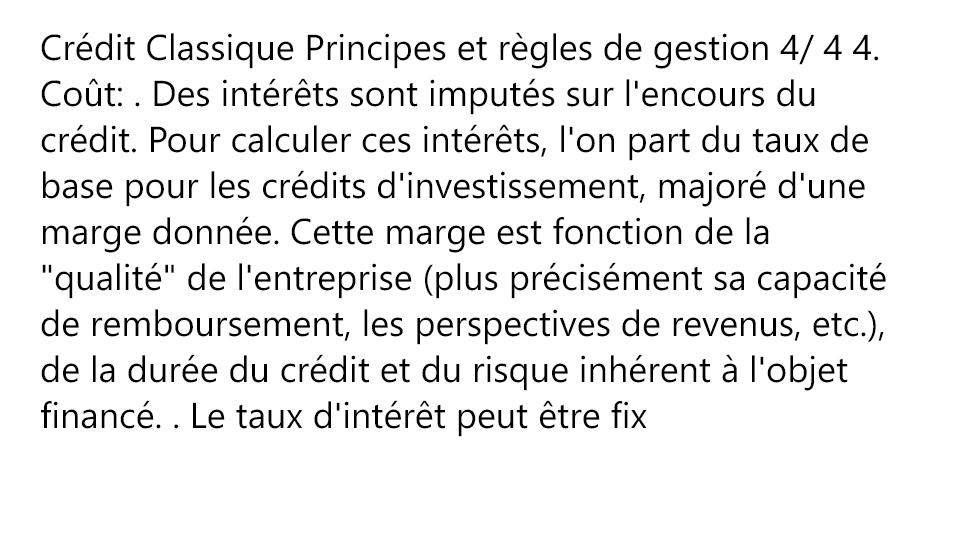 Crédit Classique Principes et règles de gestion 4/ 4 4.
Coût: . Des intérêts sont imputés sur l'encours du
crédit. Pour calculer ces intérêts, l'on part du taux de
base pour les crédits d'investissement, majoré d'une
marge donnée. Cette marge est fonction de la
"qualité" de l'entreprise (plus précisément sa capacité
de remboursement, les perspectives de revenus, etc.),
de la durée du crédit et du risque inhérent à l'objet
financé. . Le taux d'intérêt peut être fix